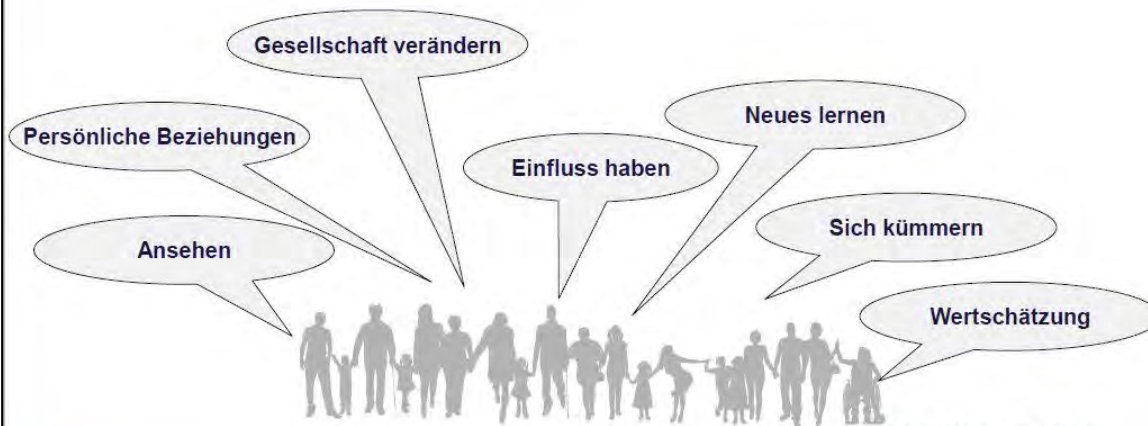 Gesellschaft verändern
Persönliche Beziehungen
Neues lernen
Einfluss haben
Ansehen
Sich kümmern
Wertschätzung